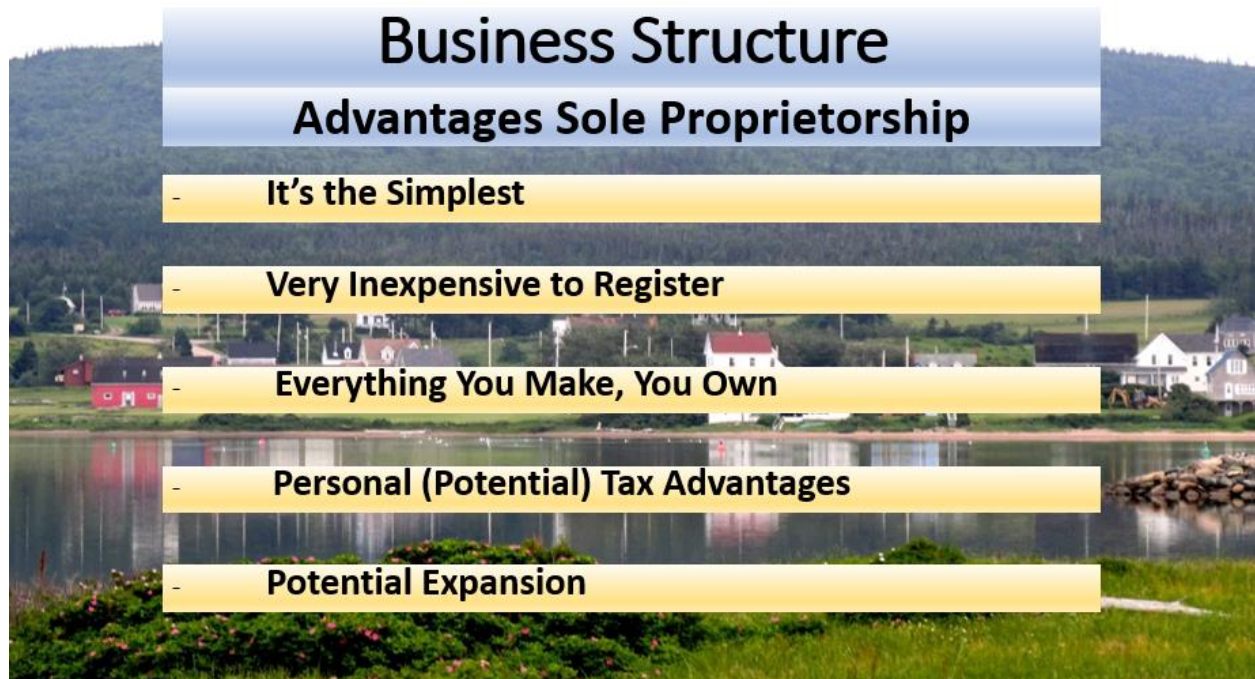 Business Structure
Advantages Sole Proprietorship
- It’s the Simplest
- Very Inexpensive to Register
- Everything You Make, You Own
- Personal (Potential) Tax Advantages
- Potential Expansion